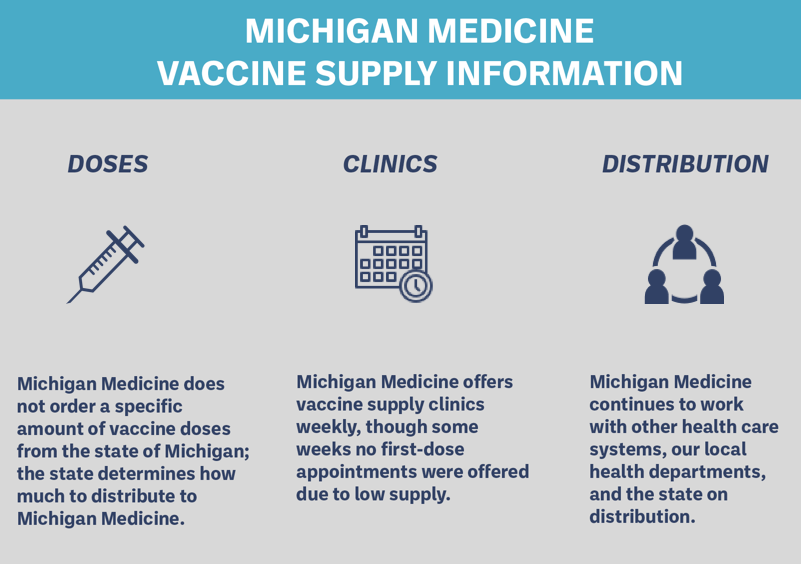 MICHIGAN MEDICINE
VACCINE SUPPLY INFORMATION
DOSES
Michigan Medicine does
not order a specific
amount of vaccine doses
from the state of Michigan;
the state determines how
much to distribute to
Michigan Medicine.
CLINICS
Michigan Medicine offers
vaccine supply clinics
weekly, though some
weeks no first-dose
appointments were offered
due to low supply.
DISTRIBUTION
Michigan Medicine
continues to work
with other health care
systems, our local
health departments,
and the state on
distribution.